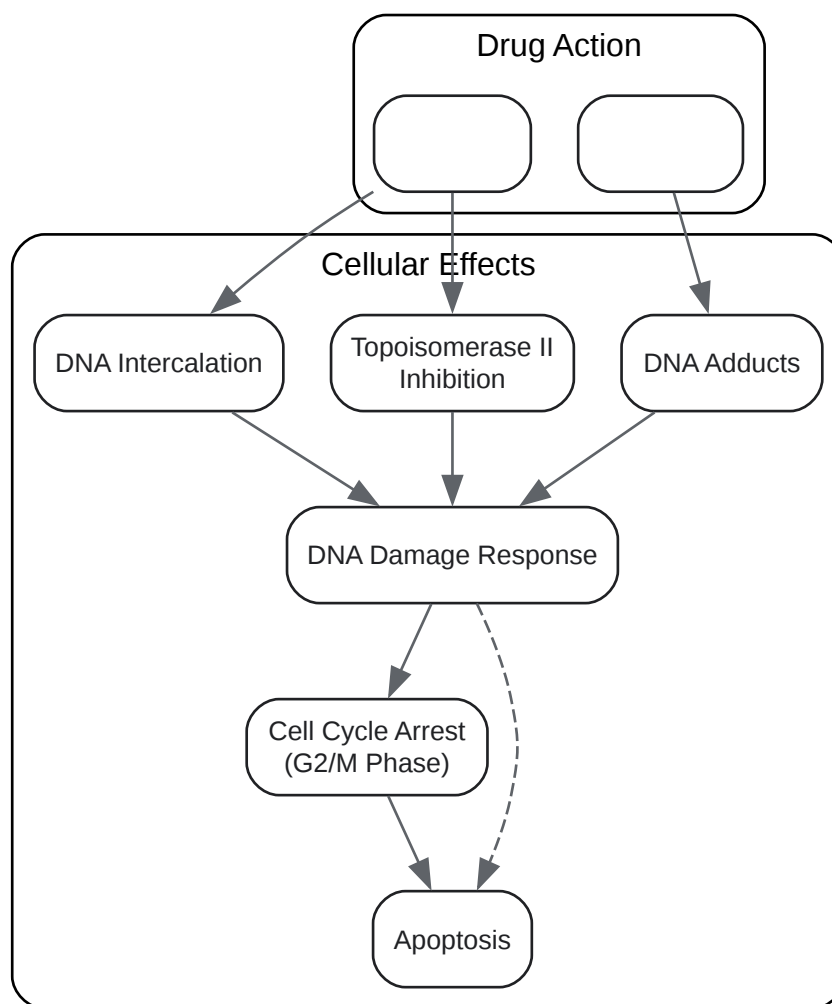 Drug Action
Cellular Effects
DNA Intercalation
Topoisomerase II
Inhibition
DNA Adducts
DNA Damage Response
Cell Cycle Arrest
(G2/M Phase)
Apoptosis